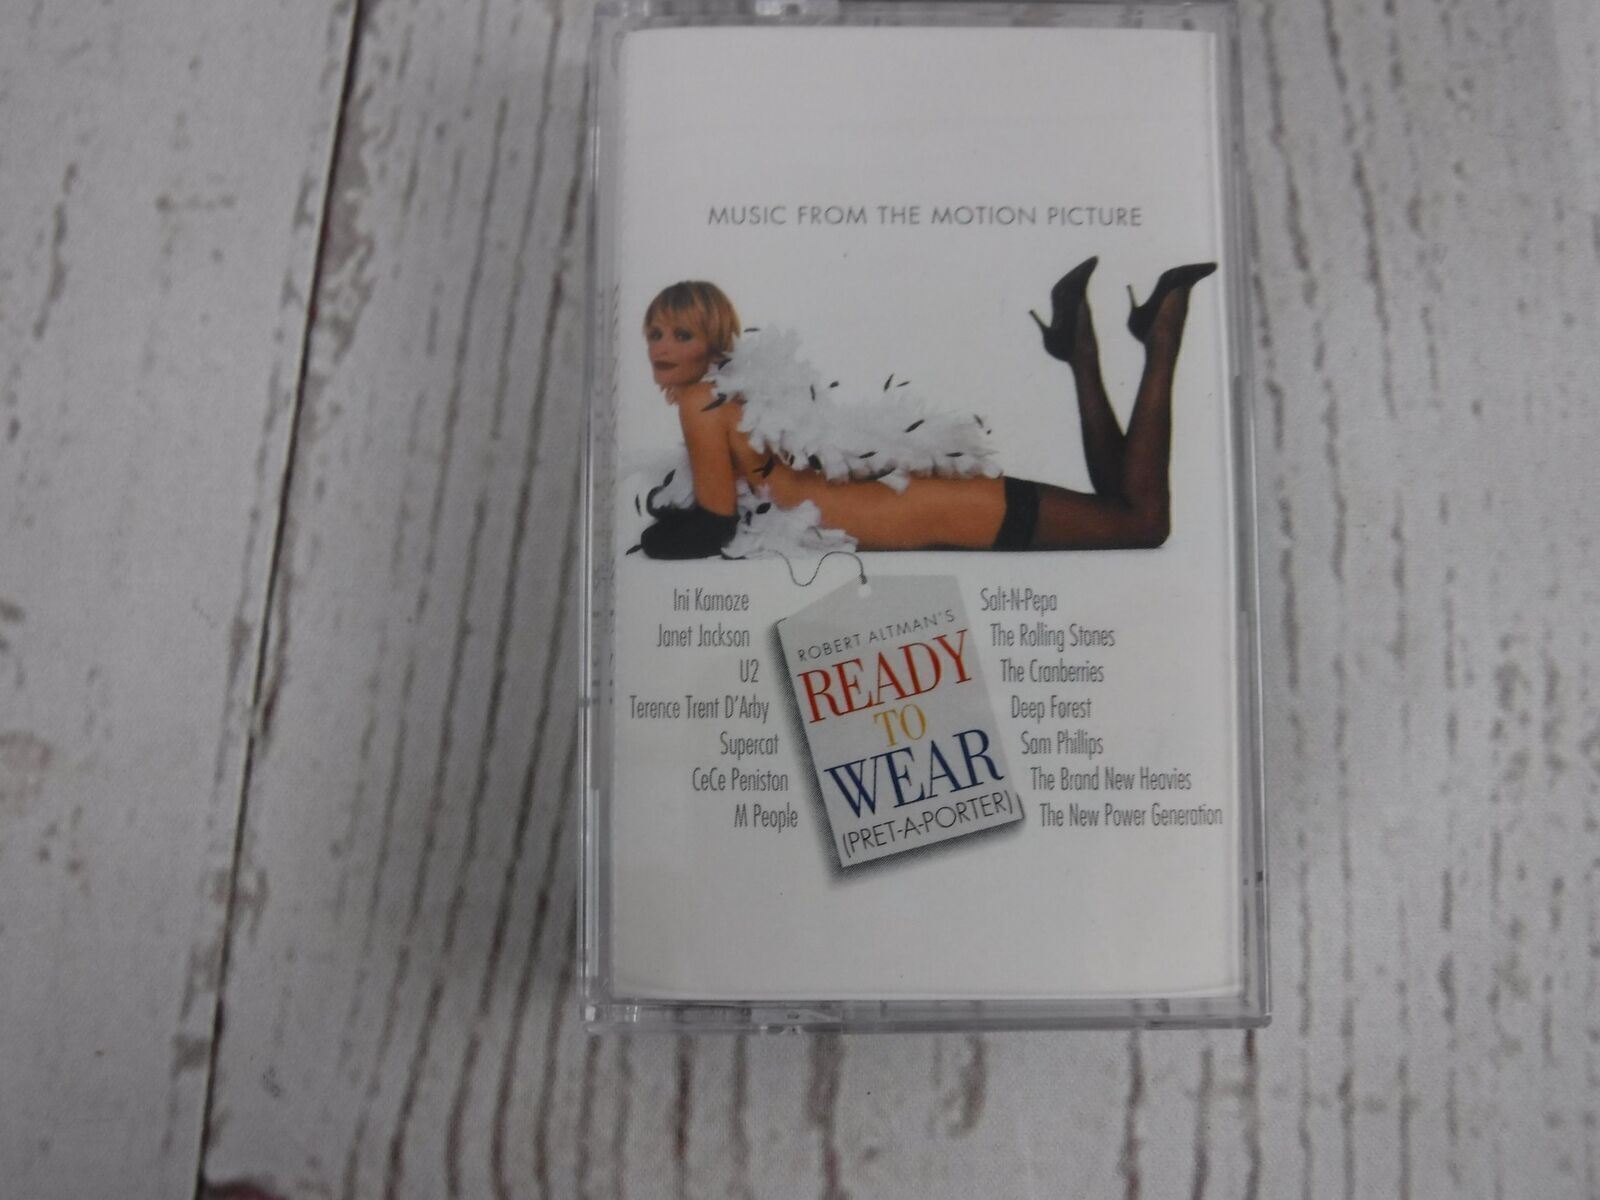 MUSIC FROM THE MOTION PICTURE
Ini Kamoze
Janet Jackson
U2
Terence Trent D'Arby
Supercat
CeCe Peniston
M People
ROBERT ALTMAN'S
READY
TO
WEAR
(PRET-A-PORTER)
Salt-N-Pepa
The Rolling Stones
The Cranberries
Deep Forest
Sam Phillips
The Brand New Heavies
The New Power Generation